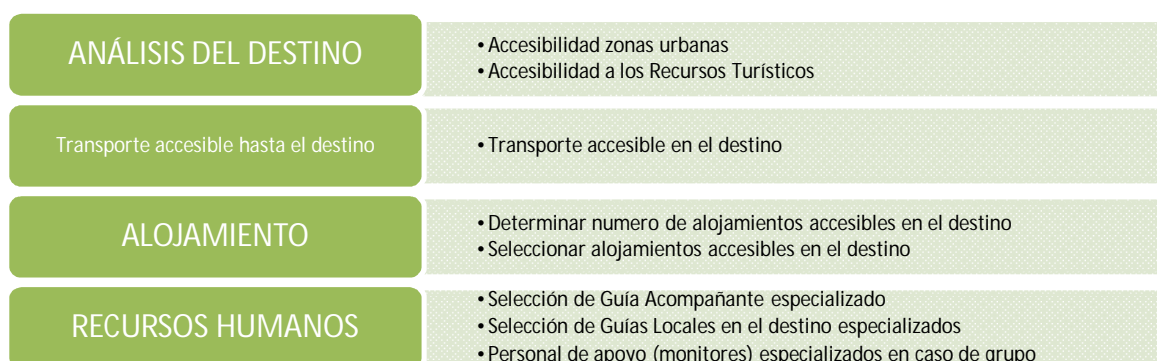 ANÁLISIS DEL DESTINO
• Accesibilidad zonas urbanas
• Accesibilidad a los Recursos Turísticos
Transporte accesible hasta el destino
• Transporte accesible en el destino
ALOJAMIENTO
• Determinar numero de alojamientos accesibles en el destino
• Seleccionar alojamientos accesibles en el destino
RECURSOS HUMANOS
• Selección de Guía Acompañante especializado
• Selección de Guías Locales en el destino especializados
• Personal de apoyo (monitores) especializados en caso de grupo